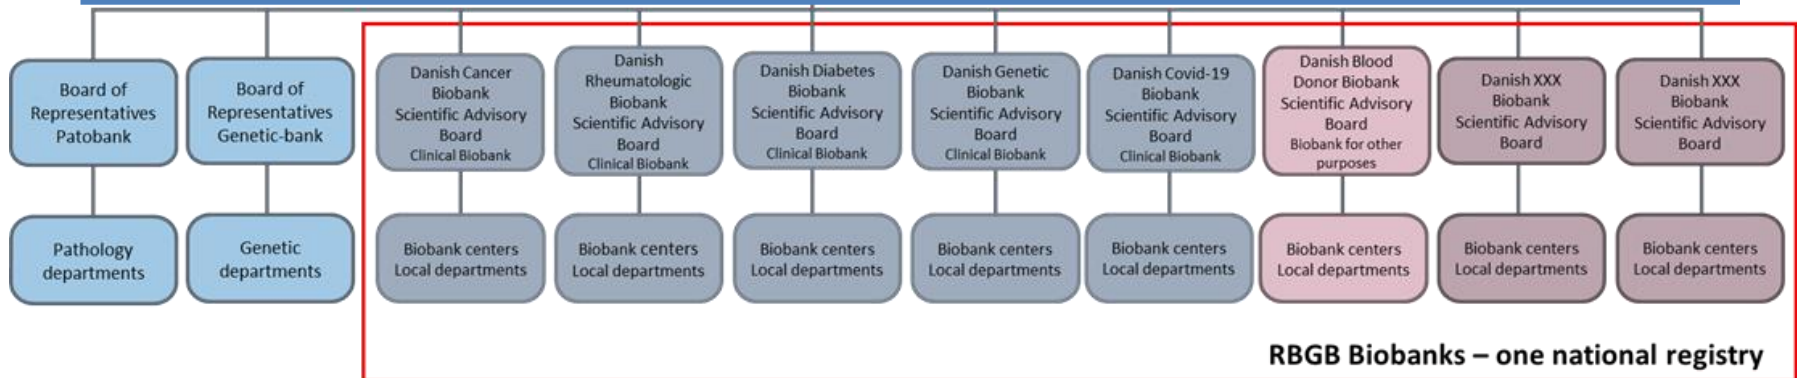 Board of
Representatives
Patobank
Board of
Representatives
Genetic-bank
Danish Cancer
Biobank
Scientific Advisory
Board
Clinical Biobank
Danish
Rheumatologic
Biobank
Scientific Advisory
Board
Clinical Biobank
Danish Diabetes
Biobank
Scientific Advisory
Board
Clinical Biobank
Danish Genetic
Biobank
Scientific Advisory
Board
Clinical Biobank
Danish Covid-19
Biobank
Scientific Advisory
Board
Clinical Biobank
Danish Blood
Donor Biobank
Scientific Advisory
Board
Biobank for other
purposes
Danish XXX
Biobank
Scientific Advisory
Board
Danish XXX
Biobank
Scientific Advisory
Board
Pathology
departments
Genetic
departments
Biobank centers
Local departments
Biobank centers
Local departments
Biobank centers
Local departments
Biobank centers
Local departments
Biobank centers
Local departments
Biobank centers
Local departments
Biobank centers
Local departments
Biobank centers
Local departments
RBGB Biobanks – one national registry